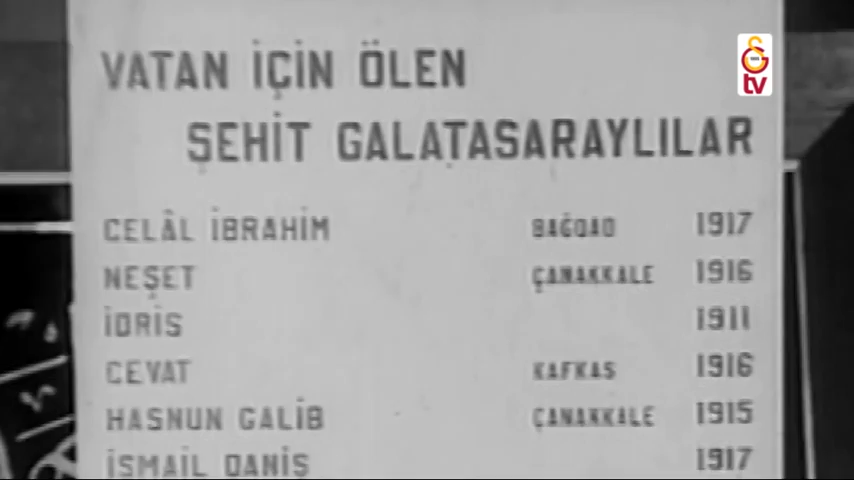 VATAN İÇİN ÖLEN
ŞEHİT GALATASARAYLILAR
CELÂL İBRAHİM BAĞDAD 1917
NEŞET ÇANAKKALE 1916
İDRİS 1911
CEVAT KAFKAS 1916
HASNUN GALİB ÇANAKKALE 1915
İSMAİL DANİŞ 1917
tv